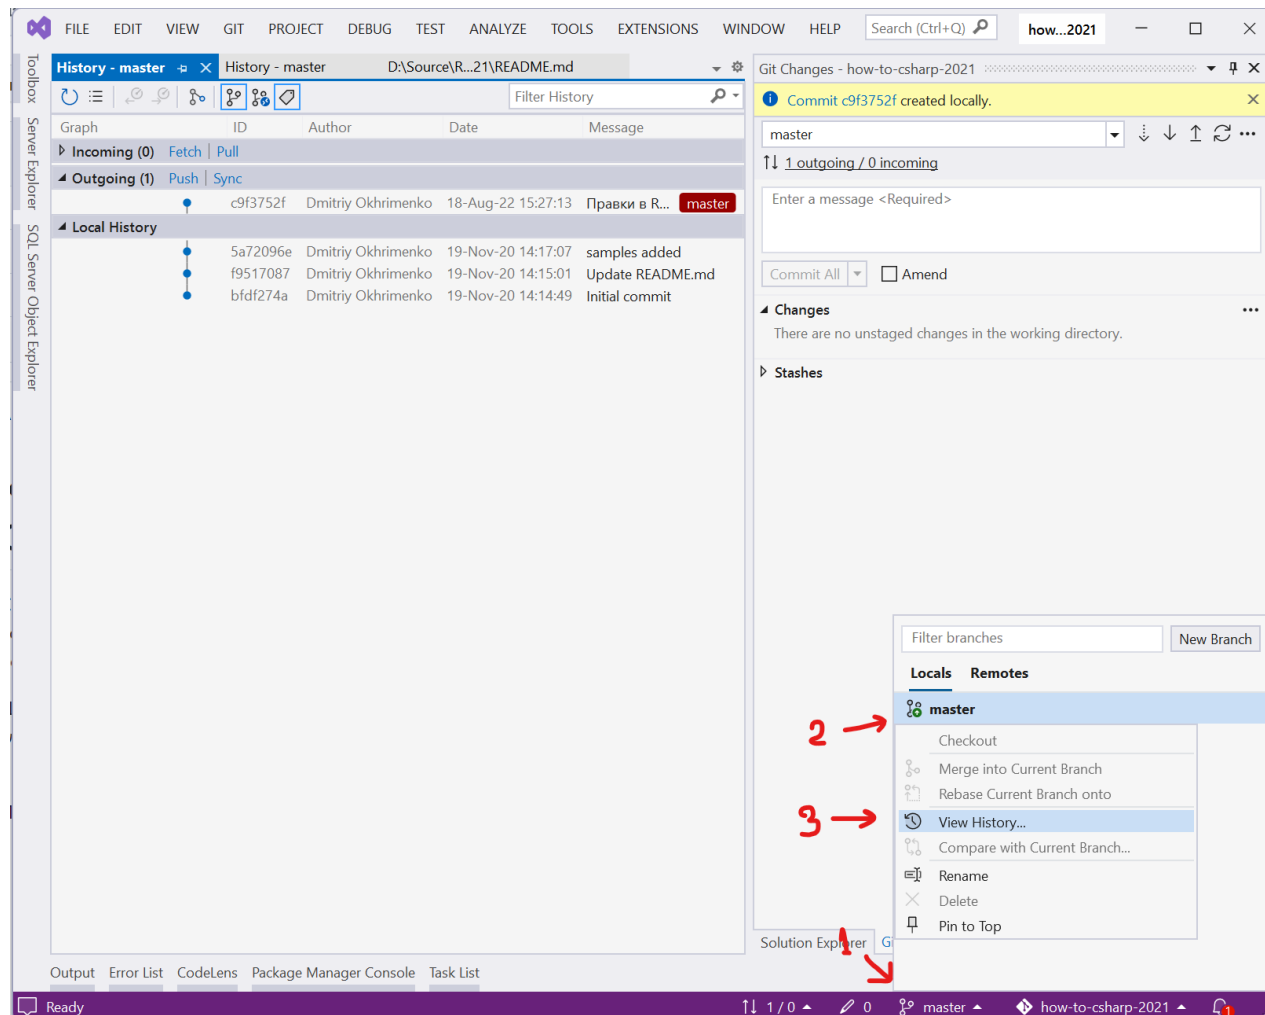 FILE EDIT VIEW GIT PROJECT DEBUG TEST ANALYZE TOOLS EXTENSIONS WINDOW HELP Search (Ctrl+Q) how...2021
Toolbox
Server Explorer
SQL Server Object Explorer
History - master History - master D:\Source\R...21\README.md
Filter History
Graph ID Author Date Message
Incoming (0) Fetch | Pull
Outgoing (1) Push | Sync
c9f3752f Dmitriy Okhrimenko 18-Aug-22 15:27:13 Правки в R... master
Local History
5a72096e Dmitriy Okhrimenko 19-Nov-20 14:17:07 samples added
f9517087 Dmitriy Okhrimenko 19-Nov-20 14:15:01 Update README.md
bfdf274a Dmitriy Okhrimenko 19-Nov-20 14:14:49 Initial commit
Git Changes - how-to-csharp-2021
Commit c9f3752f created locally.
master
1 outgoing / 0 incoming
Enter a message <Required>
Commit All Amend
Changes
There are no unstaged changes in the working directory.
Stashes
Filter branches New Branch
Locals Remotes
2 master
Checkout
Merge into Current Branch
Rebase Current Branch onto
3 View History...
Compare with Current Branch...
Rename
Delete
Pin to Top
Solution Explorer
1
Output Error List CodeLens Package Manager Console Task List
Ready 1 / 0 0 master how-to-csharp-2021 1